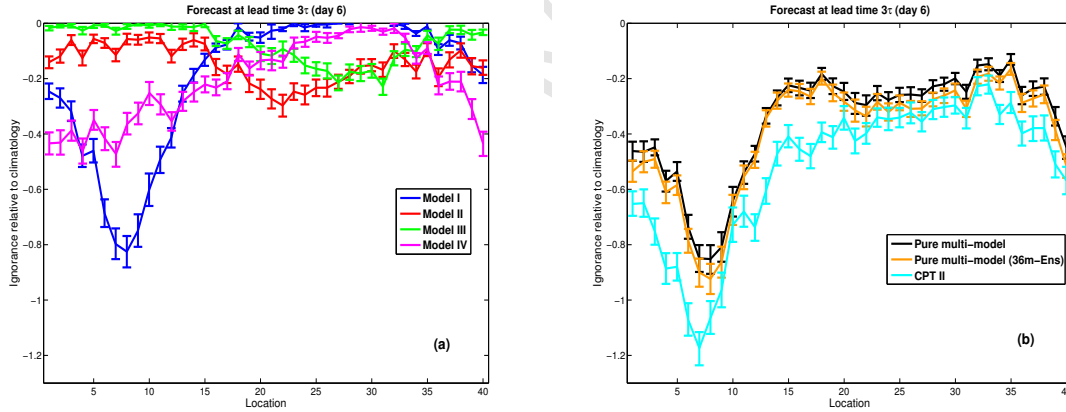 Forecast at lead time 3τ (day 6)
Ignorance relative to climatology
0
−0.2
−0.4
−0.6
−0.8
−1
−1.2
5 10 15 20 25 30 35 40
Location
Model I
Model II
Model III
Model IV
(a)
Forecast at lead time 3τ (day 6)
Ignorance relative to climatology
0
−0.2
−0.4
−0.6
−0.8
−1
−1.2
5 10 15 20 25 30 35 40
Location
Pure multi−model
Pure multi−model (36m−Ens)
CPT II
(b)